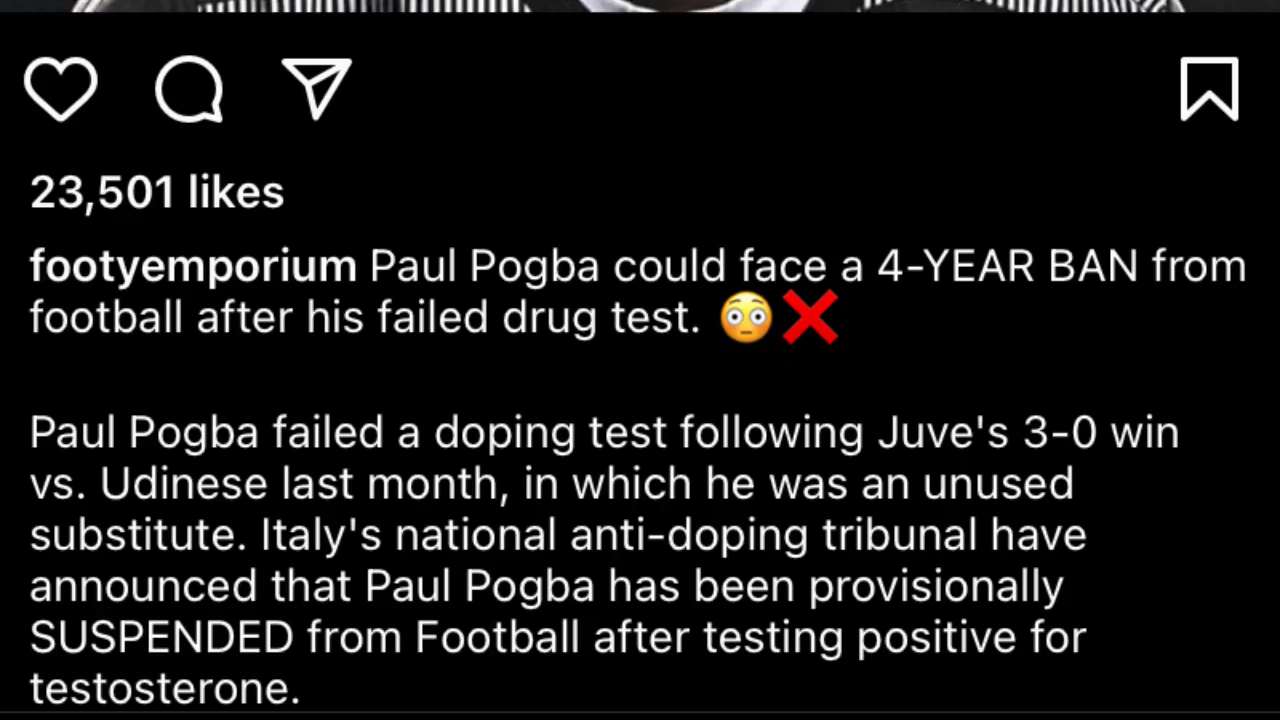 23,501 likes
footyemporium Paul Pogba could face a 4-YEAR BAN from
football after his failed drug test. 😳❌
Paul Pogba failed a doping test following Juve's 3-0 win
vs. Udinese last month, in which he was an unused
substitute. Italy's national anti-doping tribunal have
announced that Paul Pogba has been provisionally
SUSPENDED from Football after testing positive for
testosterone.